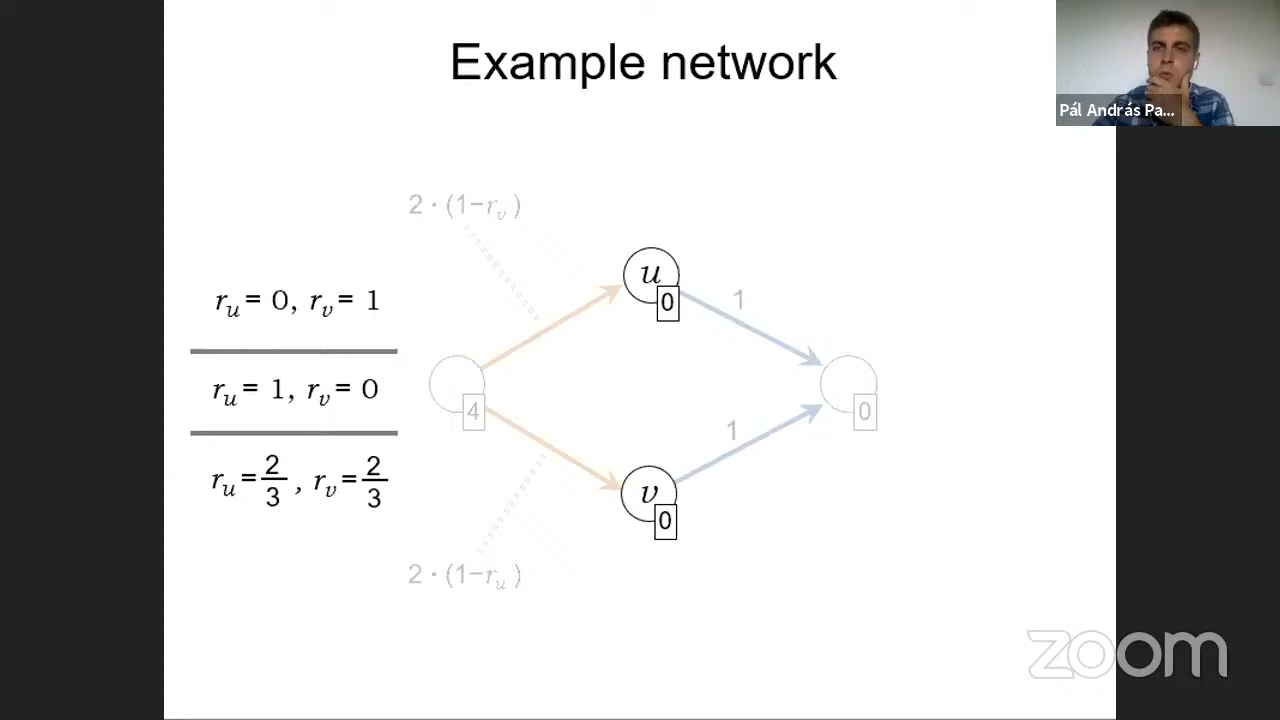 Example network
Pál András Pa...
2 · (1−r_v)
u
0
1
r_u = 0, r_v = 1
r_u = 1, r_v = 0
4
0
1
r_u = 2/3, r_v = 2/3
v
0
2 · (1−r_u)
zoom